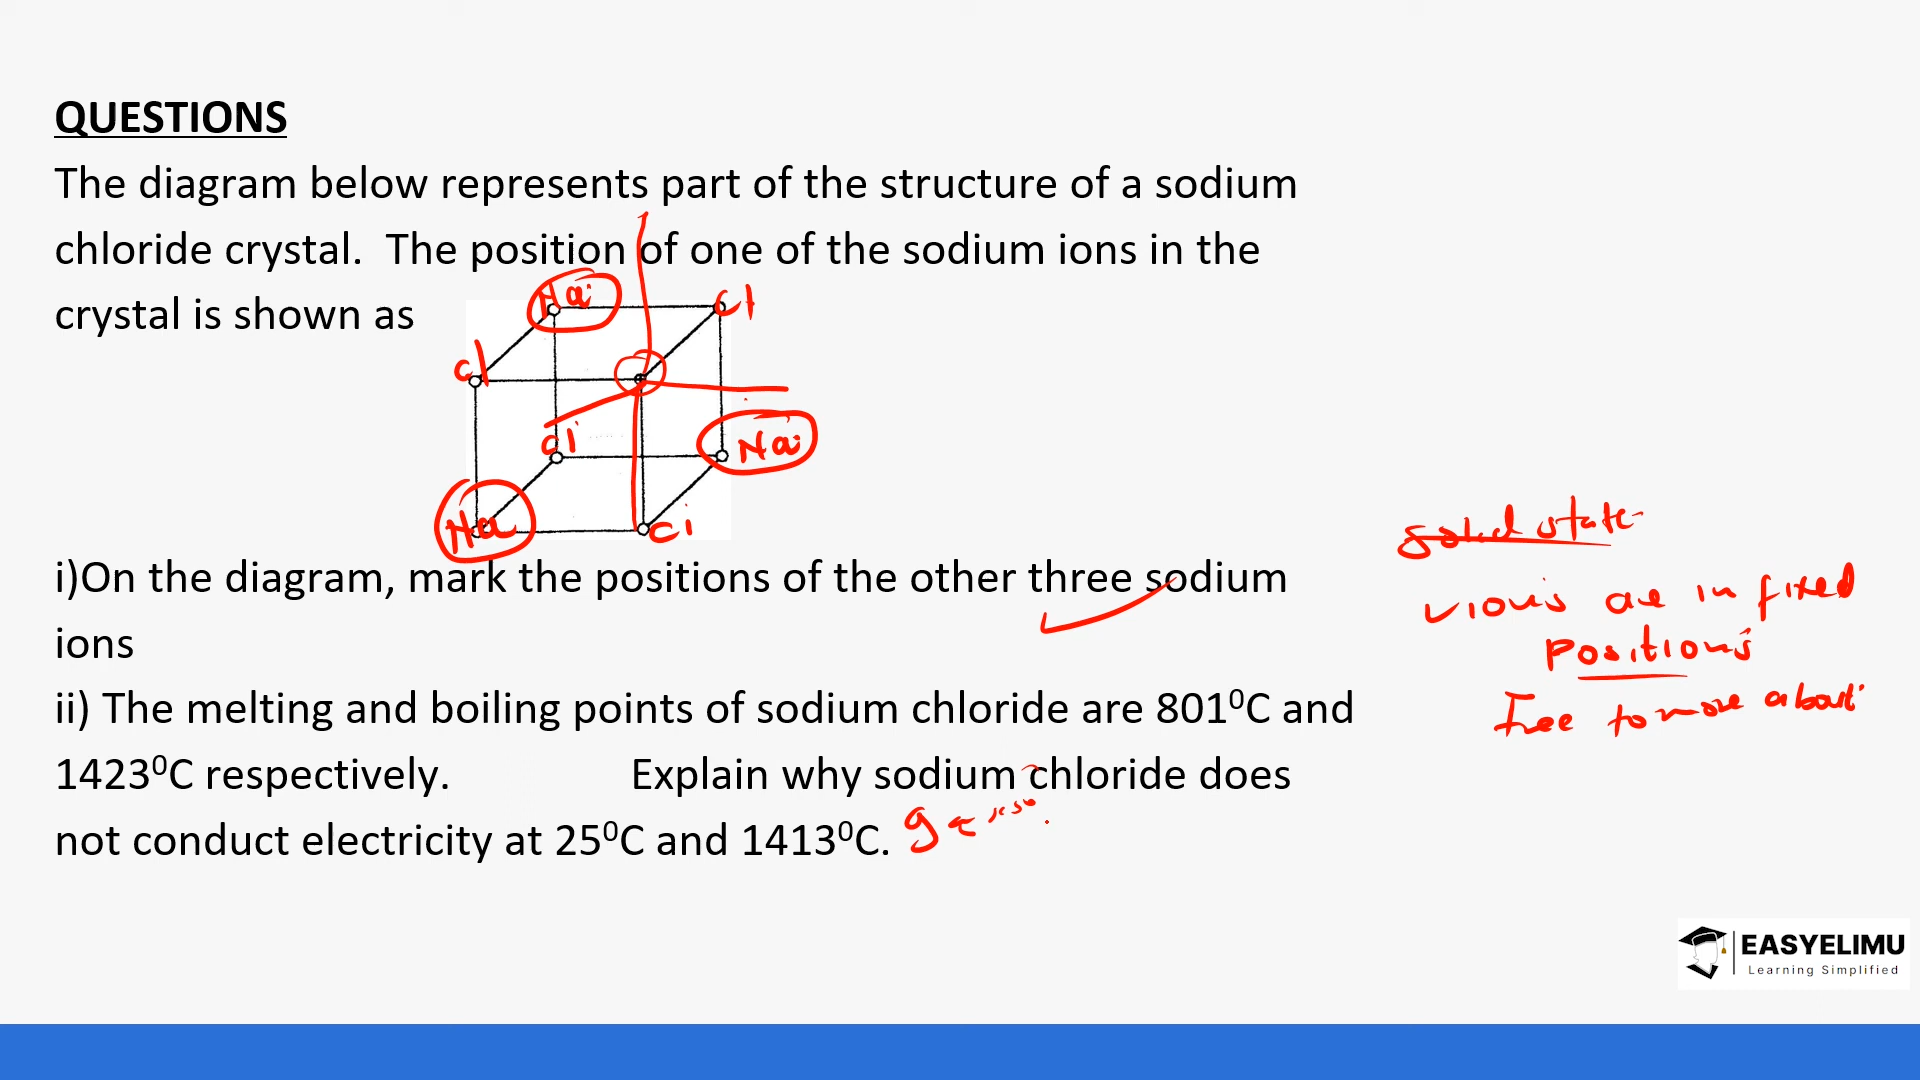 QUESTIONS
The diagram below represents part of the structure of a sodium
chloride crystal. The position of one of the sodium ions in the
crystal is shown as
Na
Cl
Cl
Cl
Na
Na
Cl
i)On the diagram, mark the positions of the other three sodium
ions
ii) The melting and boiling points of sodium chloride are 801⁰C and
1423⁰C respectively. Explain why sodium chloride does
not conduct electricity at 25⁰C and 1413⁰C.
solid state
ions are in fixed
positions
free to move about
EASYELIMU
Learning Simplified